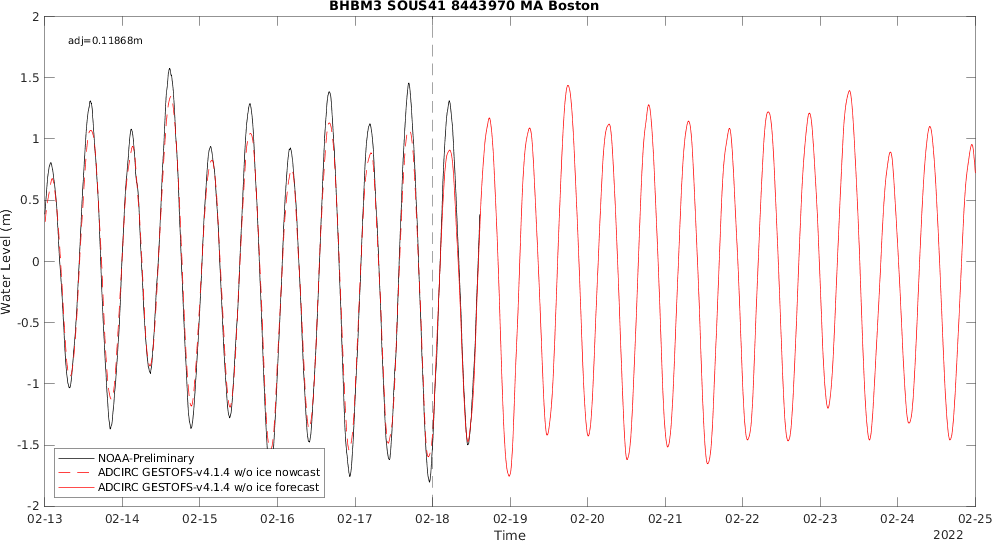 BHBM3 SOUS41 8443970 MA Boston
adj=0.11868m
2
1.5
1
0.5
0
-0.5
-1
-1.5
-2
Water Level (m)
NOAA-Preliminary
ADCIRC GESTOFS-v4.1.4 w/o ice nowcast
ADCIRC GESTOFS-v4.1.4 w/o ice forecast
02-13 02-14 02-15 02-16 02-17 02-18 02-19 02-20 02-21 02-22 02-23 02-24 02-25
Time
2022